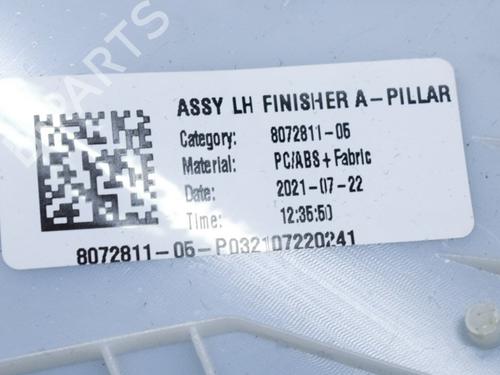 ASSY LH FINISHER A-PILLAR
Category: 8072811-05
Material: PC/ABS+Fabric
Date: 2021-07-22
Time: 12:35:50
8072811-05-P032107220241
PARTS